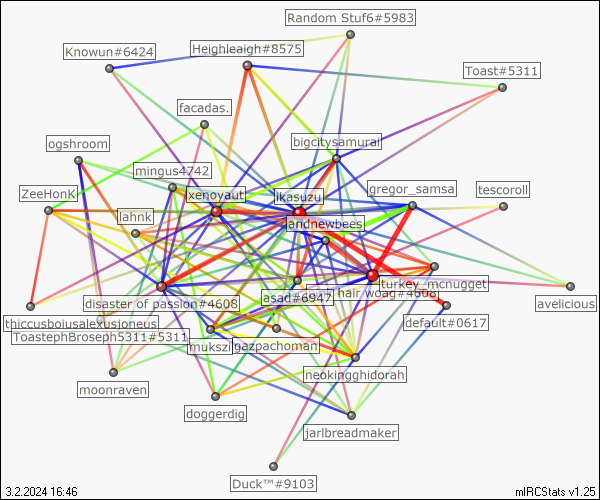 Random Stuf6#5983
Knowun#6424
Heighleaigh#8575
Toast#5311
facadas.
ogshroom
bigcitysamurai
mingus4742
ZeeHonk
xenoyaut
ikasuzu
gregor_samsa
tescoroll
lahnk
andnewbees
disaster of passion#4608
asad#6947
hair woag#4668
turkey_mcnugget
avelicious
thiccusboiusalexusjoneus
default#0617
ToastephBroseph5311#5311
mukszi
gazpachoman
neokingghidorah
moonraven
doggerdig
jarlbreadmaker
Duck™#9103
3.2.2024 16:46
mIRCStats v1.25